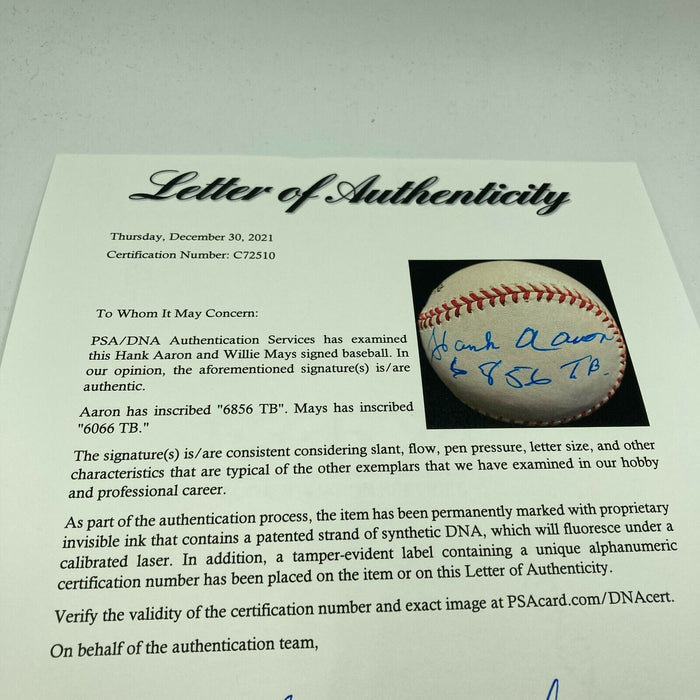 Letter of Authenticity
Thursday, December 30, 2021
Certification Number: C72510
To Whom It May Concern:
PSA/DNA Authentication Services has examined
this Hank Aaron and Willie Mays signed baseball. In
our opinion, the aforementioned signature(s) is/are
authentic.
Aaron has inscribed "6856 TB". Mays has inscribed
"6066 TB."
Hank Aaron
6856 TB.
The signature(s) is/are consistent considering slant, flow, pen pressure, letter size, and other
characteristics that are typical of the other exemplars that we have examined in our hobby
and professional career.
As part of the authentication process, the item has been permanently marked with proprietary
invisible ink that contains a patented strand of synthetic DNA, which will fluoresce under a
calibrated laser. In addition, a tamper-evident label containing a unique alphanumeric
certification number has been placed on the item or on this Letter of Authenticity.
Verify the validity of the certification number and exact image at PSAcard.com/DNAcert.
On behalf of the authentication team,